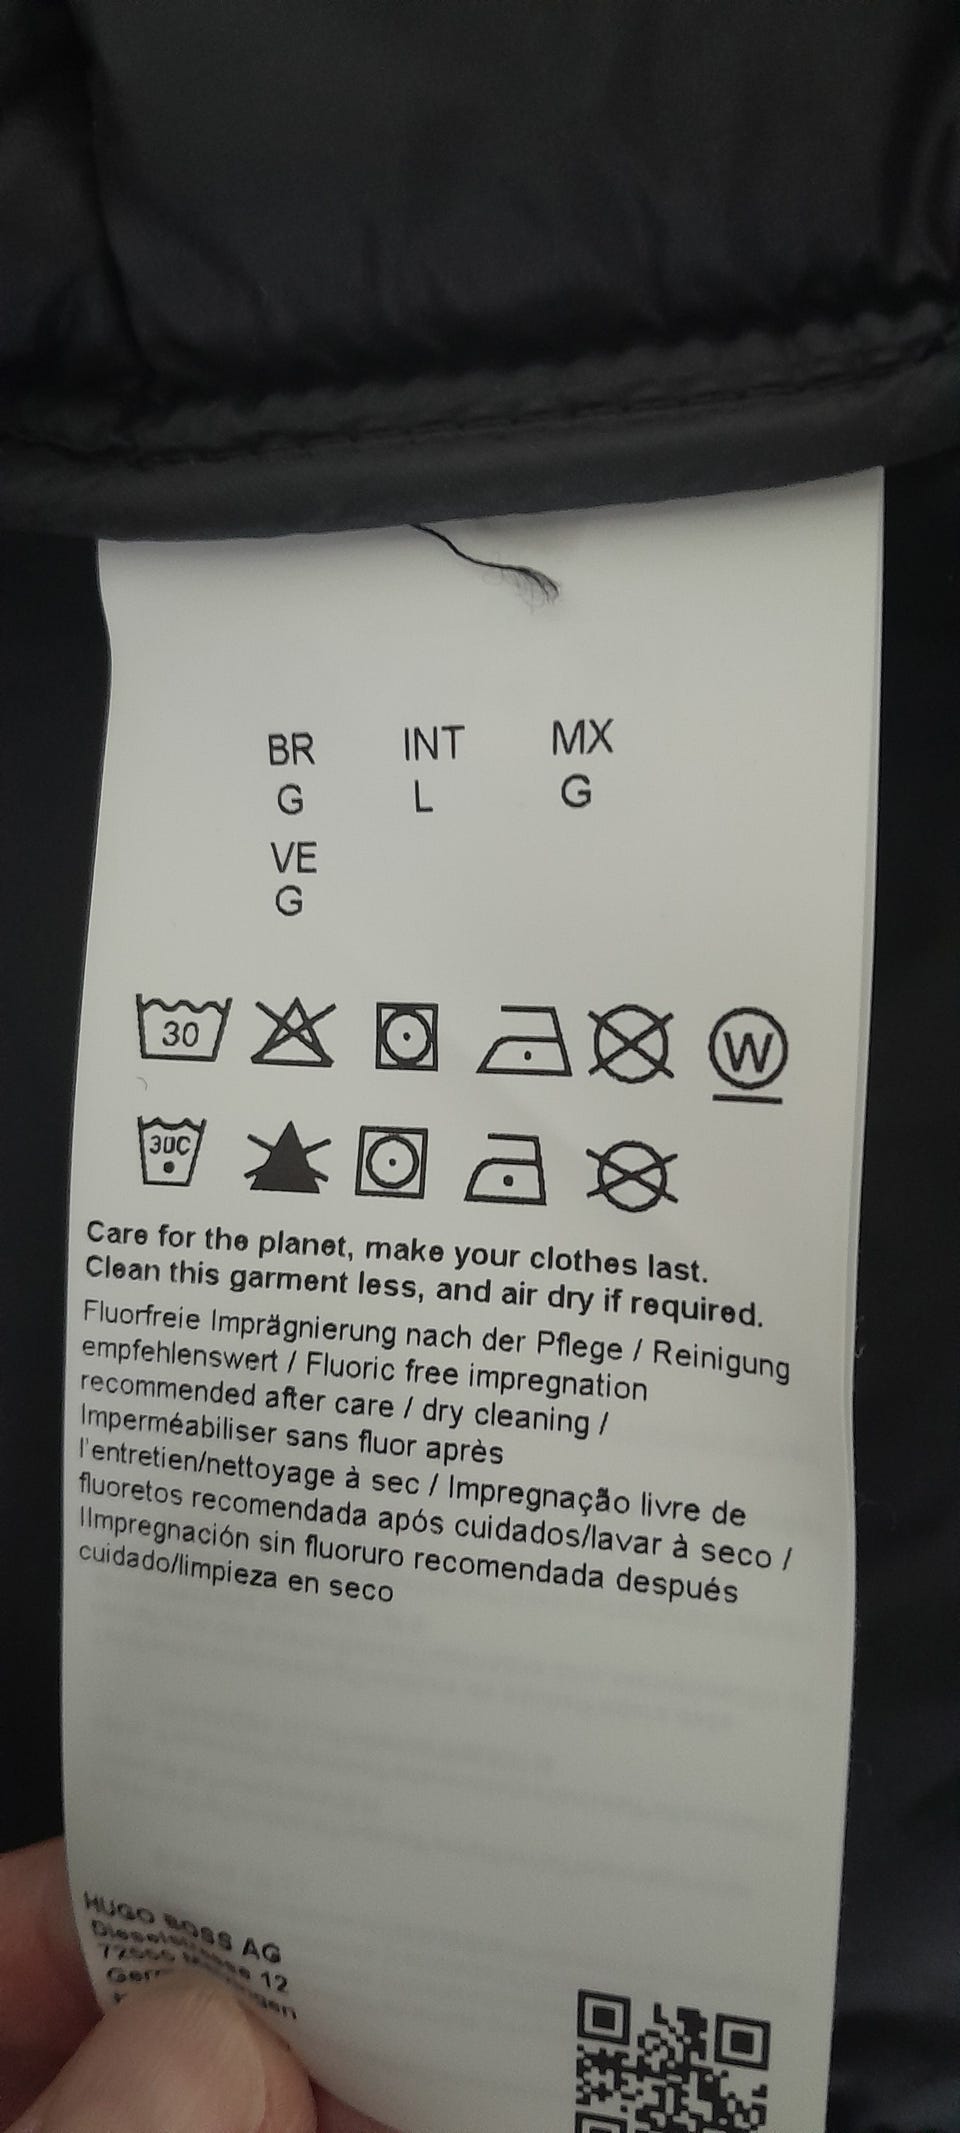 BR INT MX
G L G
VE
G
30 W
30C
Care for the planet, make your clothes last.
Clean this garment less, and air dry if required.
Fluorfreie Imprägnierung nach der Pflege / Reinigung
empfehlenswert / Fluoric free impregnation
recommended after care / dry cleaning /
Imperméabiliser sans fluor après
l'entretien/nettoyage à sec / Impregnação livre de
fluoretos recomendada após cuidados/lavar à seco /
IImpregnación sin fluoruro recomendada después
cuidado/limpieza en seco
HUGO BOSS AG
Dieselstrasse 12